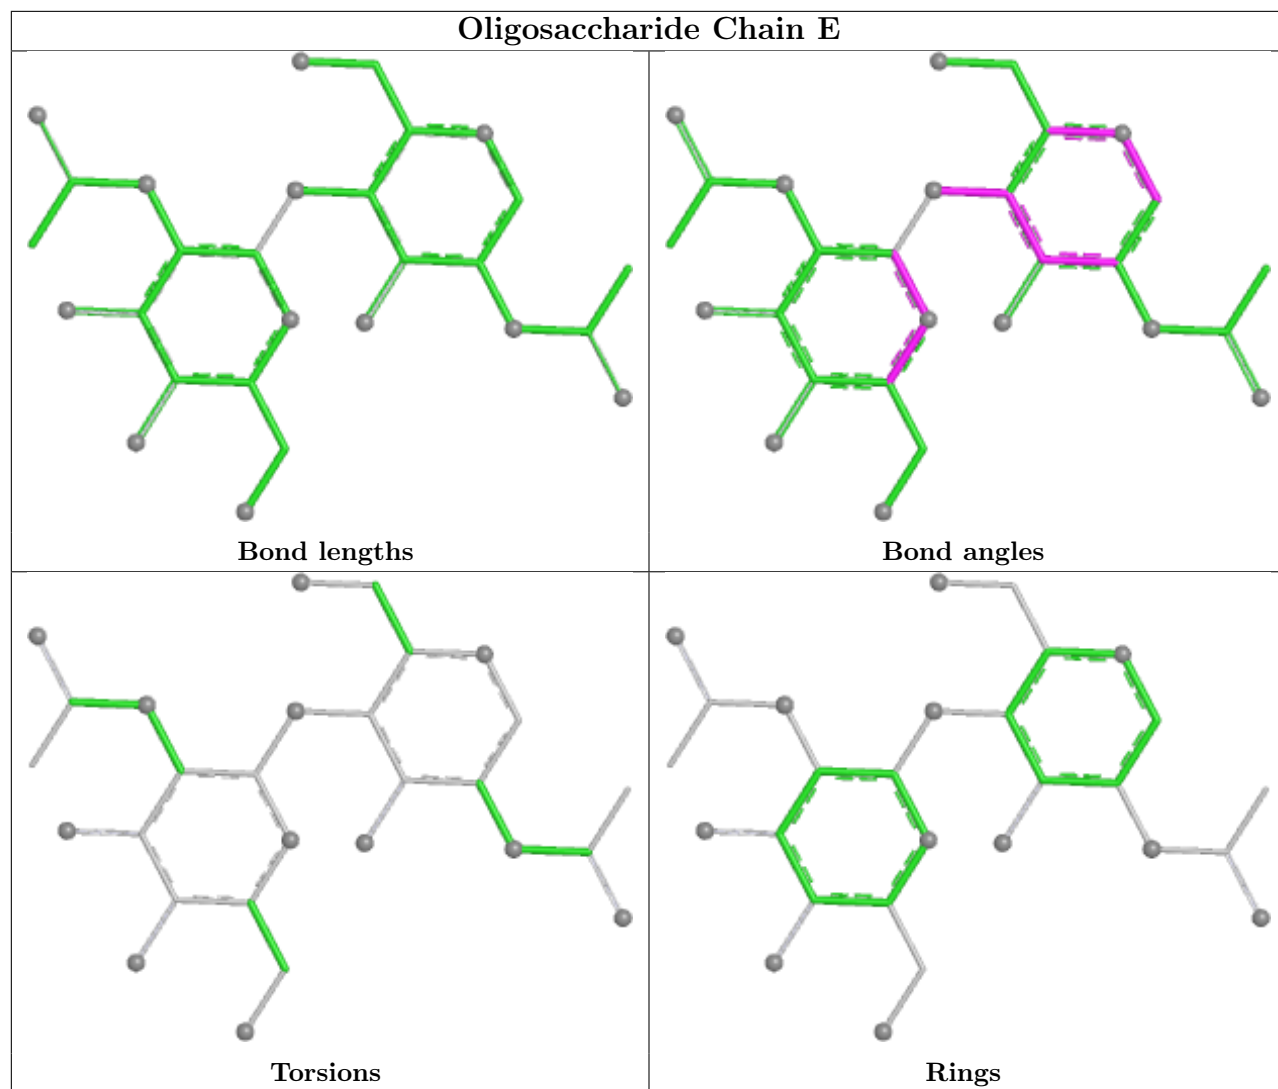 Oligosaccharide Chain E
Bond lengths
Bond angles
Torsions
Rings